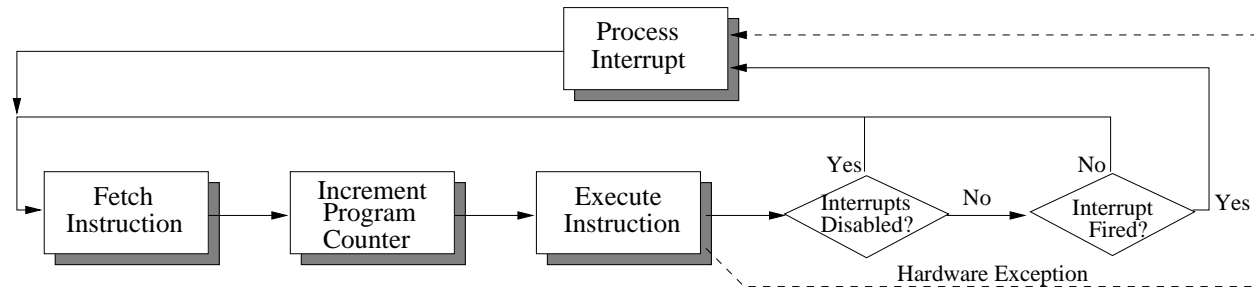 Process
Interrupt
Fetch
Instruction
Increment
Program
Counter
Execute
Instruction
Yes
Interrupts
Disabled?
No
No
Interrupt
Fired?
Yes
Hardware Exception